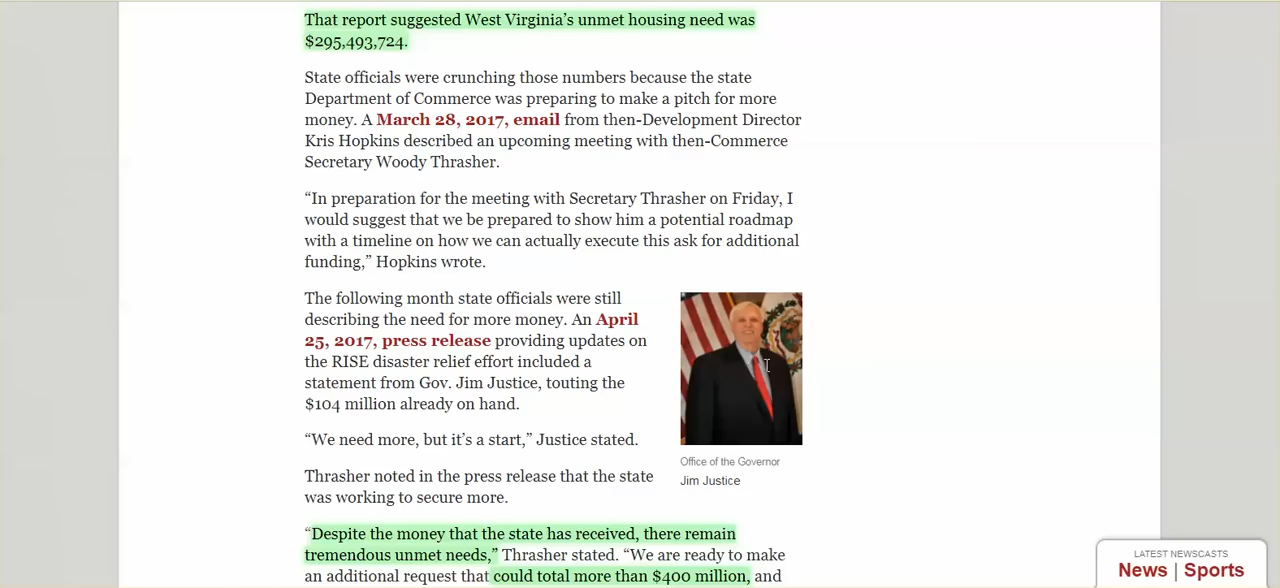 That report suggested West Virginia’s unmet housing need was
$295,493,724.
State officials were crunching those numbers because the state
Department of Commerce was preparing to make a pitch for more
money. A March 28, 2017, email from then-Development Director
Kris Hopkins described an upcoming meeting with then-Commerce
Secretary Woody Thrasher.
“In preparation for the meeting with Secretary Thrasher on Friday, I
would suggest that we be prepared to show him a potential roadmap
with a timeline on how we can actually execute this ask for additional
funding,” Hopkins wrote.
The following month state officials were still
describing the need for more money. An April
25, 2017, press release providing updates on
the RISE disaster relief effort included a
statement from Gov. Jim Justice, touting the
$104 million already on hand.
“We need more, but it’s a start,” Justice stated.
Thrasher noted in the press release that the state
was working to secure more.
Office of the Governor
Jim Justice
“Despite the money that the state has received, there remain
tremendous unmet needs,” Thrasher stated. “We are ready to make
an additional request that could total more than $400 million, and
LATEST NEWSCASTS
News | Sports